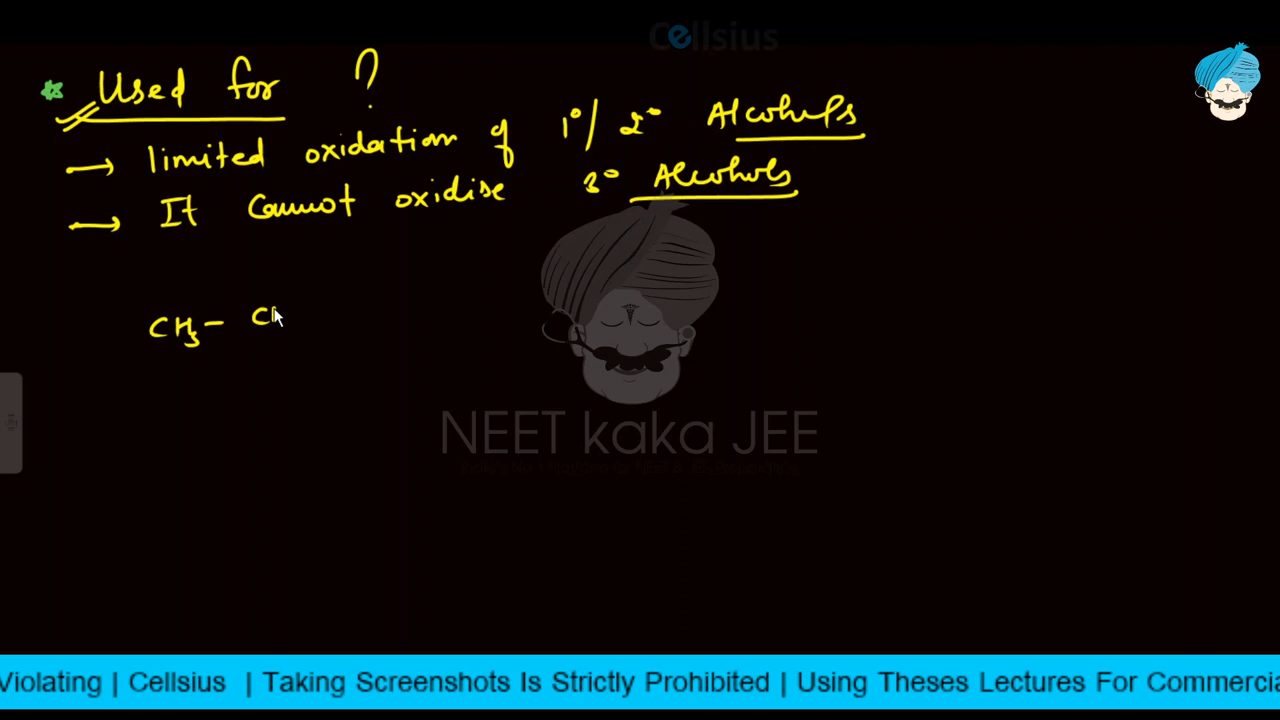 Cellsius
* Used for ?
→ limited oxidation of 1°/ 2° Alcohols
→ It Cannot oxidise 3° Alcohols
CH₃ – C
NEET kaka JEE
Violating | Cellsius | Taking Screenshots Is Strictly Prohibited | Using Theses Lectures For Commercia